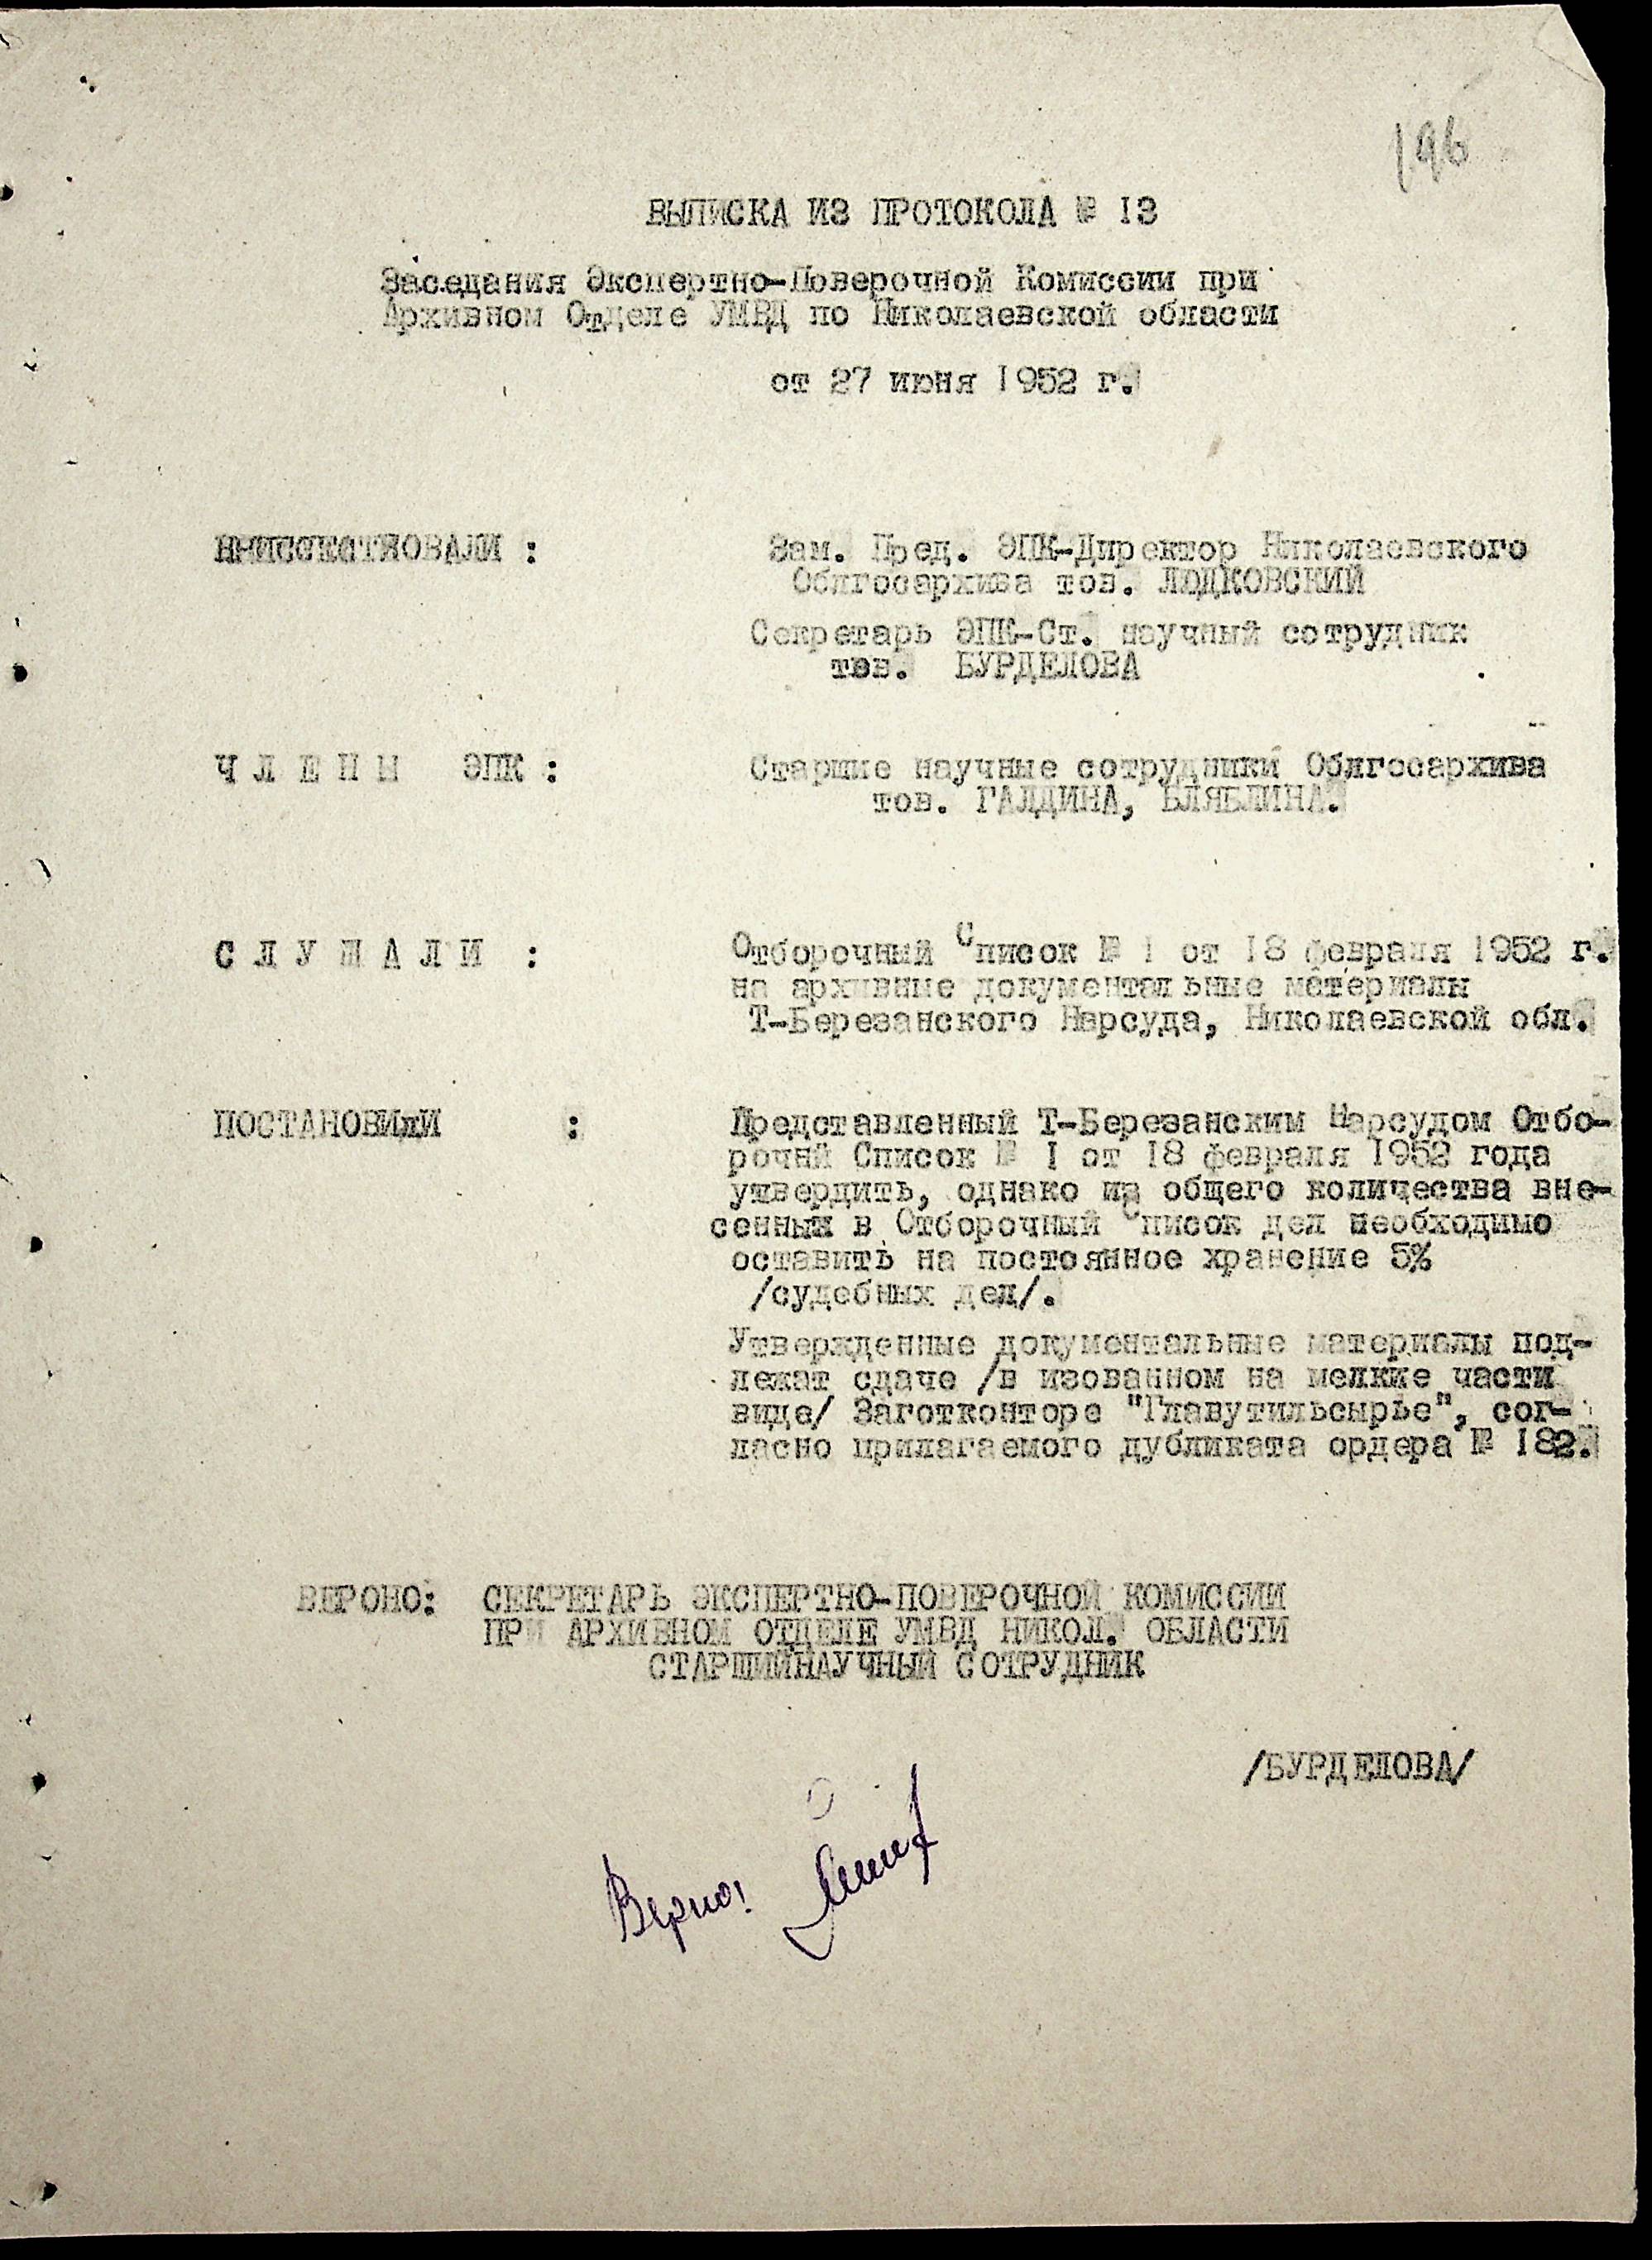 196
ВЫПИСКА ИЗ ПРОТОКОЛА № 13
Заседания Экспертно-Поверочной Комиссии при
Архивном Отделе УМВД по Николаевской области
от 27 июня 1952 г.
Зам. Пред. ЭПК-Директор Николаевского
Облгосархива тов. ЛОДКОВСКИЙ
Секретарь ЭПК-Ст. научный сотрудник
тов. БУРДЕЛОВА
Ч Л Е Н Ы ЭПК :
Старшие научные сотрудники Облгосархива
тов. ГАЛДИНА, БЛЯБЛИНА.
С Л У Ш А Л И :
Отборочный Список № 1 от 18 февраля 1952 г.
на архивные документальные материалы
Т-Березанского Нарсуда, Николаевской обл.
ПОСТАНОВИлИ :
Представленный Т-Березанским Нарсудом Отбо-
рочнй Список № 1 от 18 февраля 1952 года
утвердить, однако из общего количества вне-
сенных в Отборочный Список дел необходимо
оставить на постоянное хранение 5%
/судебных дел/.
Утвержденные документальные материалы под-
лежат сдаче /в изованном на мелкие части
виде/ Заготконторе "Главутильсырье", сог-
ласно прилагаемого дубликата ордера № 182.
ВЕРОНО: СЕКРЕТАРЬ ЭКСПЕРТНО-ПОВЕРОЧНОЙ КОМИССИИ
ПРИ АРХИВНОМ ОТДЕЛЕ УМВД НИКОЛ. ОБЛАСТИ
СТАРШИЙНАУЧНЫЙ СОТРУДНИК
/БУРДЕЛОВА/
Верно!